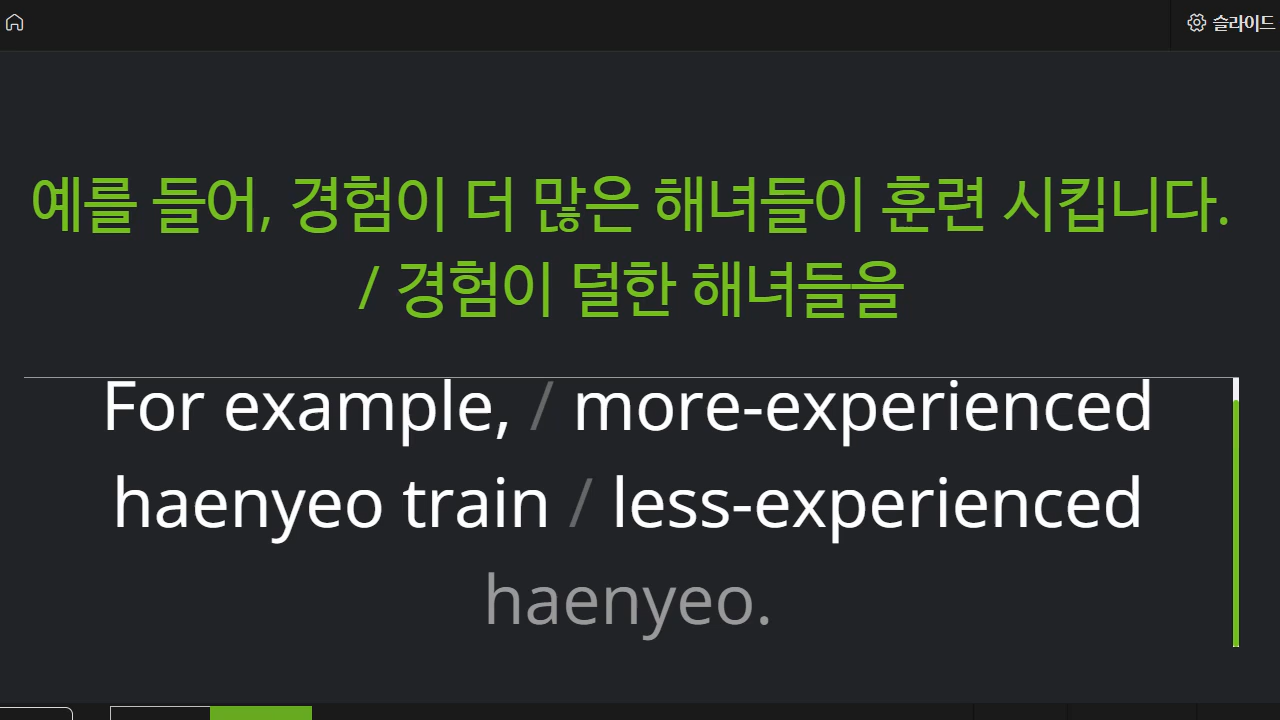 슬라이드
예를 들어, 경험이 더 많은 해녀들이 훈련 시킵니다.
/ 경험이 덜한 해녀들을
For example, / more-experienced
haenyeo train / less-experienced
haenyeo.